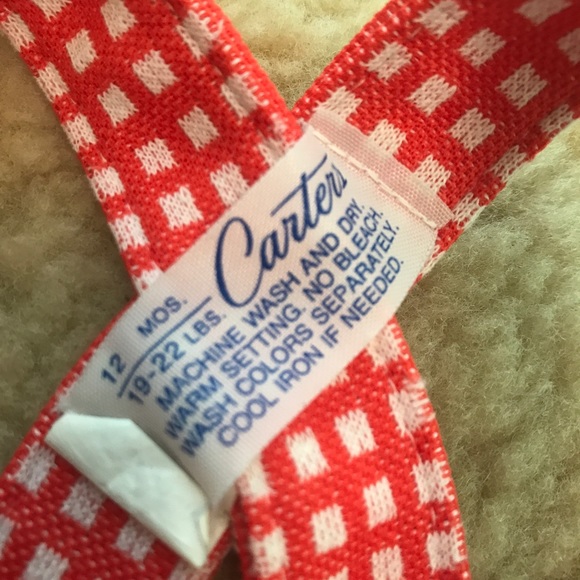 Carter's
12 MOS.
19-22 LBS.
MACHINE WASH AND DRY.
WARM SETTING. NO BLEACH.
WASH COLORS SEPARATELY.
COOL IRON IF NEEDED.